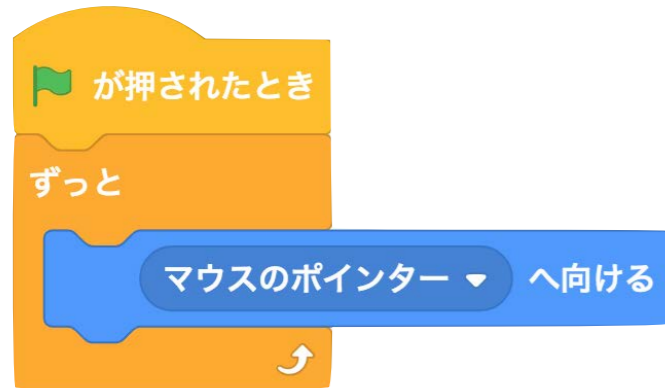 が押されたとき
ずっと
マウスのポインター へ向ける